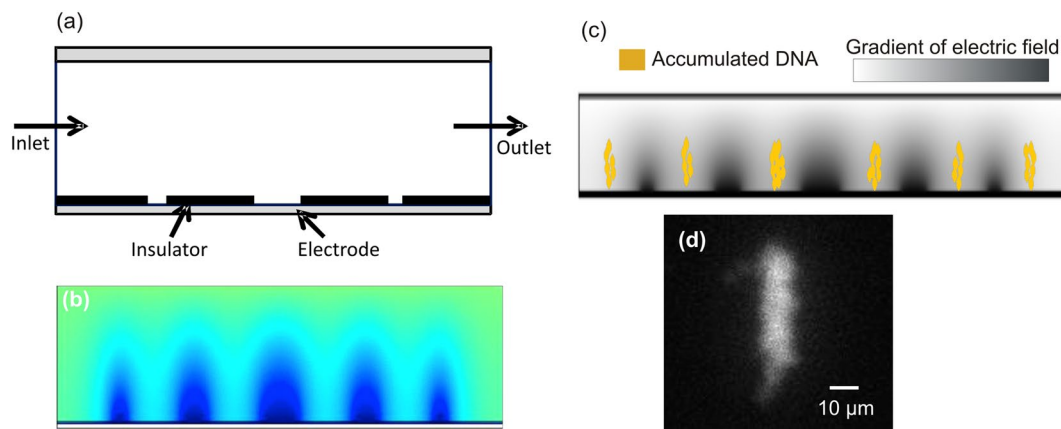 (a)
Inlet
Outlet
Insulator
Electrode
(b)
(c)
Gradient of electric field
Accumulated DNA
(d)
10 µm